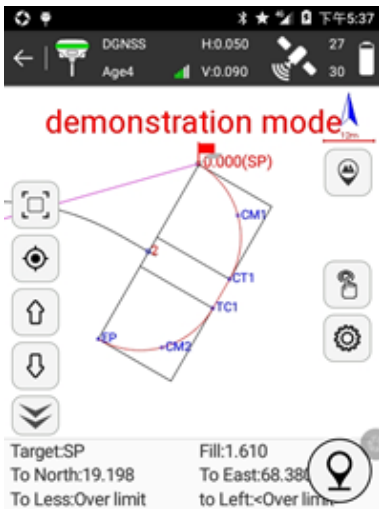 下午5:37
DGNSS H:0.050 27
Age4 V:0.090 30
demonstration mode
12m
0.000(SP)
CM1
2
CT1
TC1
TP
CM2
Target:SP Fill:1.610
To North:19.198 To East:68.380
To Less:Over limit to Left:<Over limit